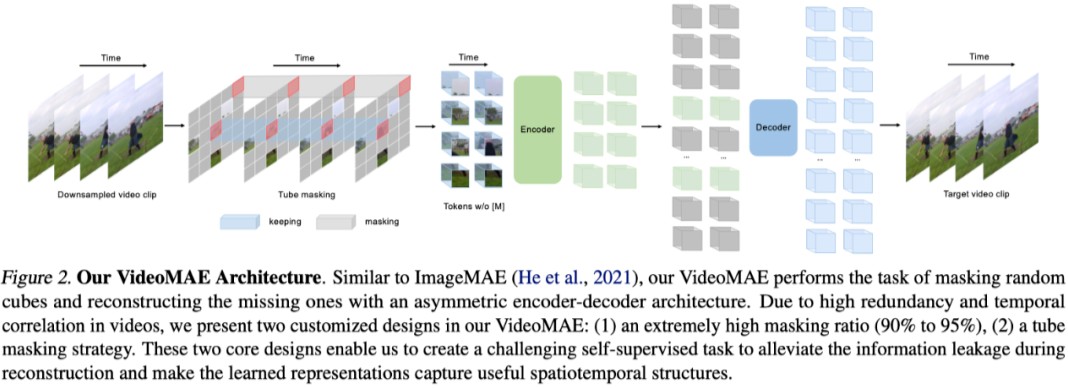 Time
Time
Time
Time
Encoder
Decoder
...
...
...
...
Downsampled video clip
Tube masking
Tokens w/o [M]
Target video clip
keeping
masking
Figure 2. Our VideoMAE Architecture. Similar to ImageMAE (He et al., 2021), our VideoMAE performs the task of masking random
cubes and reconstructing the missing ones with an asymmetric encoder-decoder architecture. Due to high redundancy and temporal
correlation in videos, we present two customized designs in our VideoMAE: (1) an extremely high masking ratio (90% to 95%), (2) a tube
masking strategy. These two core designs enable us to create a challenging self-supervised task to alleviate the information leakage during
reconstruction and make the learned representations capture useful spatiotemporal structures.